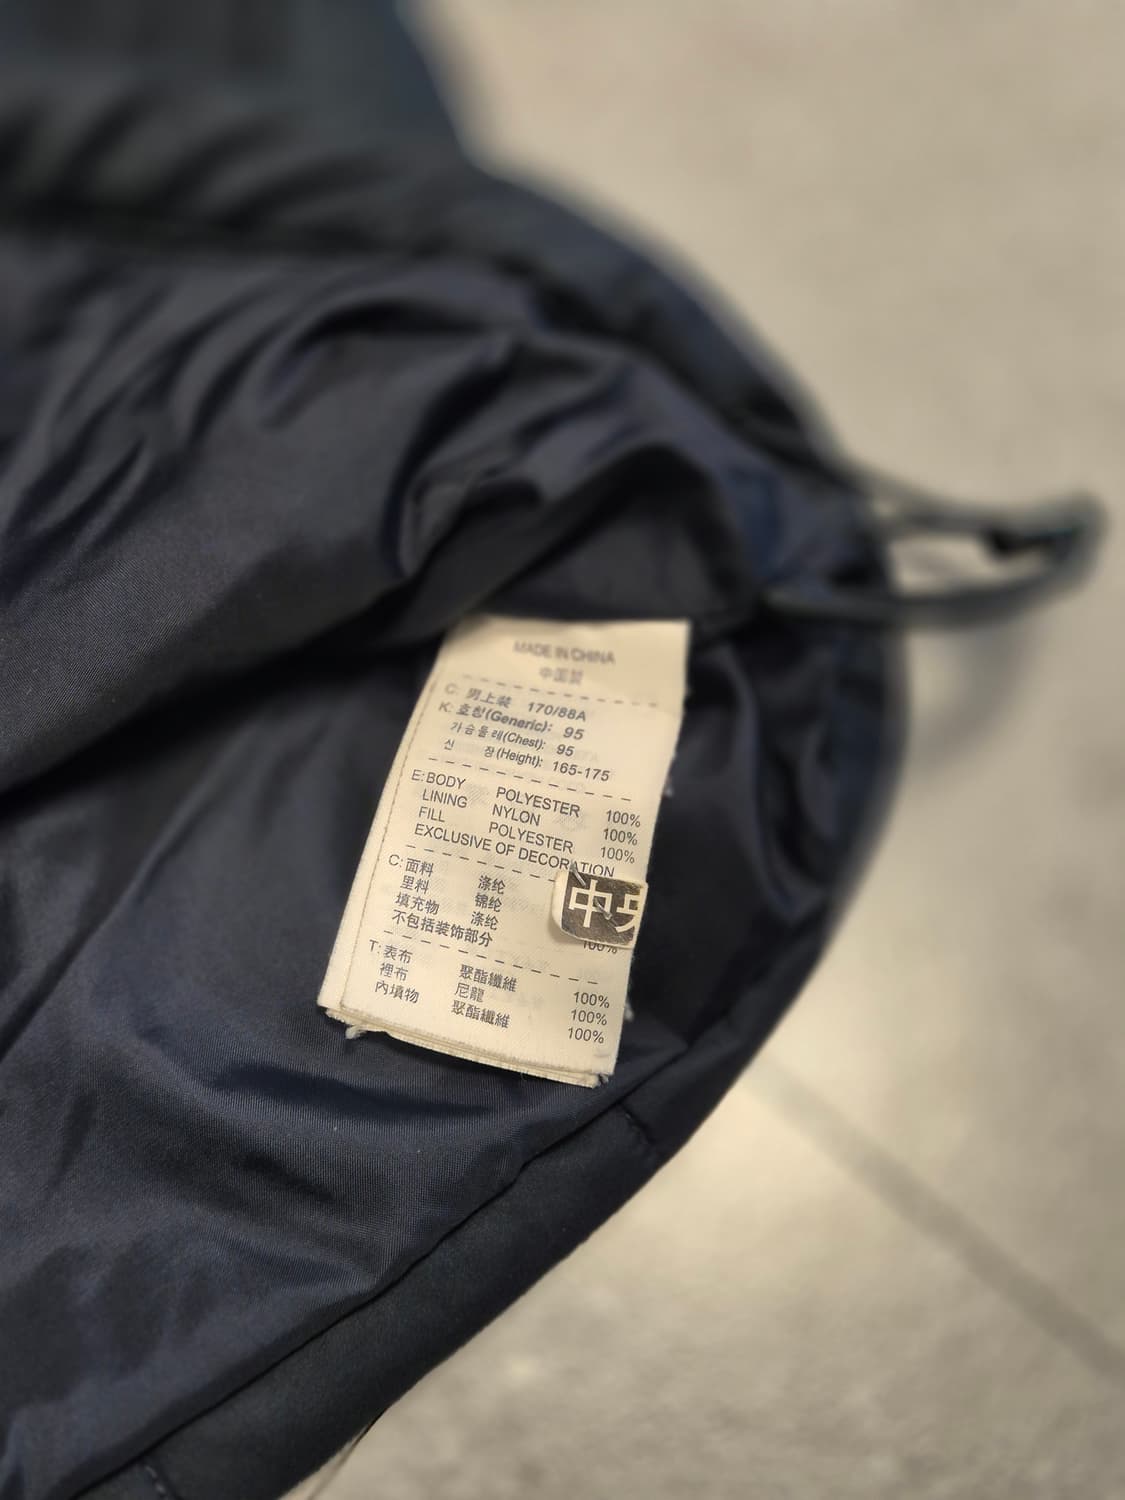 MADE IN CHINA
中国製
C: 男上装 170/88A
K: 호칭(Generic): 95
가슴둘레(Chest): 95
신 장(Height): 165-175
E: BODY POLYESTER 100%
LINING NYLON 100%
FILL POLYESTER 100%
EXCLUSIVE OF DECORATION
C: 面料 涤纶
里料 锦纶
填充物 涤纶 100%
不包括装饰部分
中央
T: 表布 聚酯纖維 100%
裡布 尼龍 100%
內填物 聚酯纖維 100%